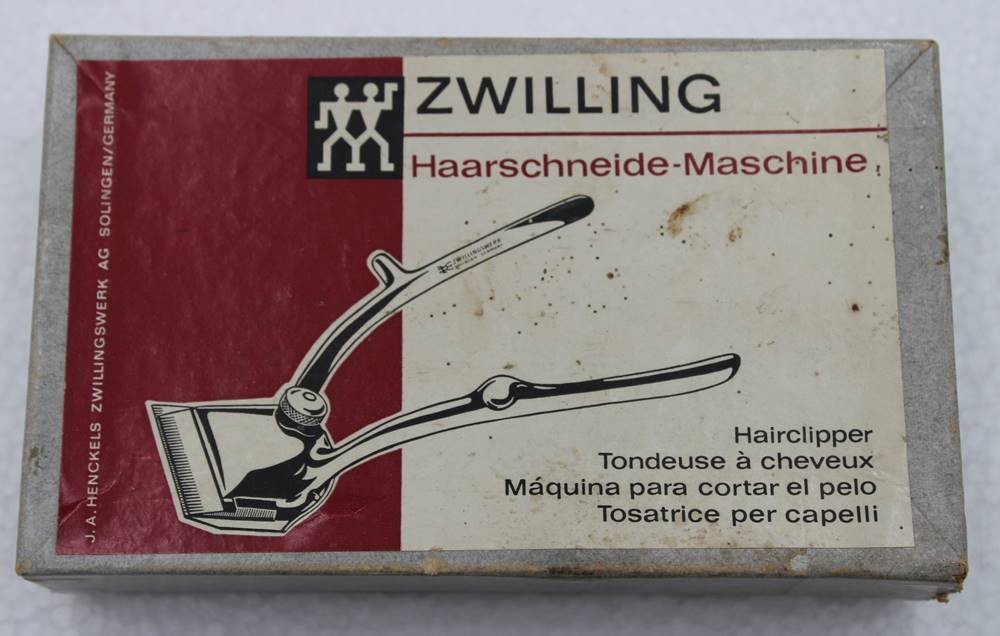 ZWILLING
Haarschneide-Maschine
J. A. HENCKELS ZWILLINGSWERK AG SOLINGEN/GERMANY
ZWILLINGSWERK
Hairclipper
Tondeuse à cheveux
Máquina para cortar el pelo
Tosatrice per capelli